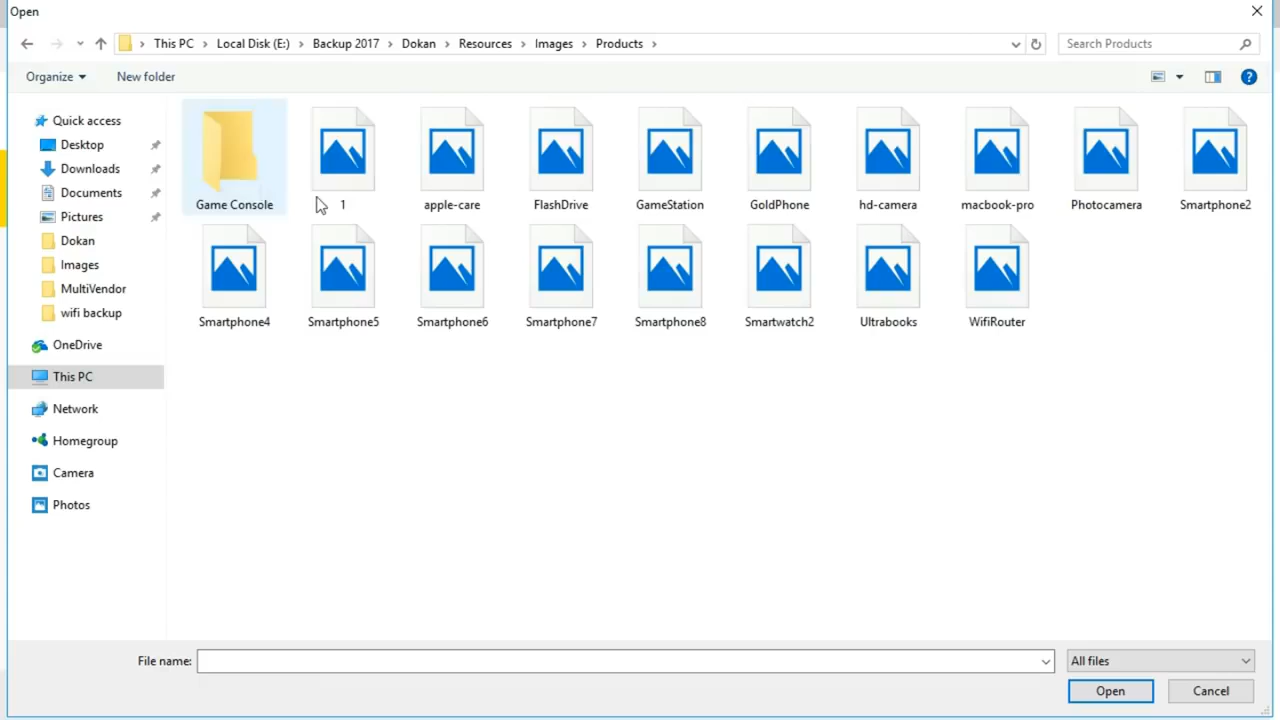 Open
This PC
Local Disk (E:)
Backup 2017
Dokan
Resources
Images
Products
Search Products
Organize
New folder
Quick access
Desktop
Downloads
Documents
Pictures
Dokan
Images
MultiVendor
wifi backup
OneDrive
This PC
Network
Homegroup
Camera
Photos
Game Console
1
apple-care
FlashDrive
GameStation
GoldPhone
hd-camera
macbook-pro
Photocamera
Smartphone2
Smartphone4
Smartphone5
Smartphone6
Smartphone7
Smartphone8
Smartwatch2
Ultrabooks
WifiRouter
File name:
All files
Open
Cancel